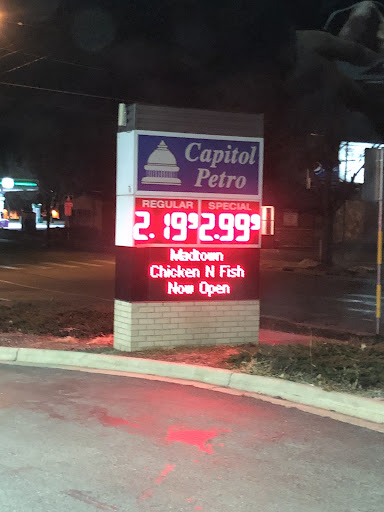 Capitol
Petro
REGULAR SPECIAL
2.199 2.999
Madtown
Chicken N Fish
Now Open